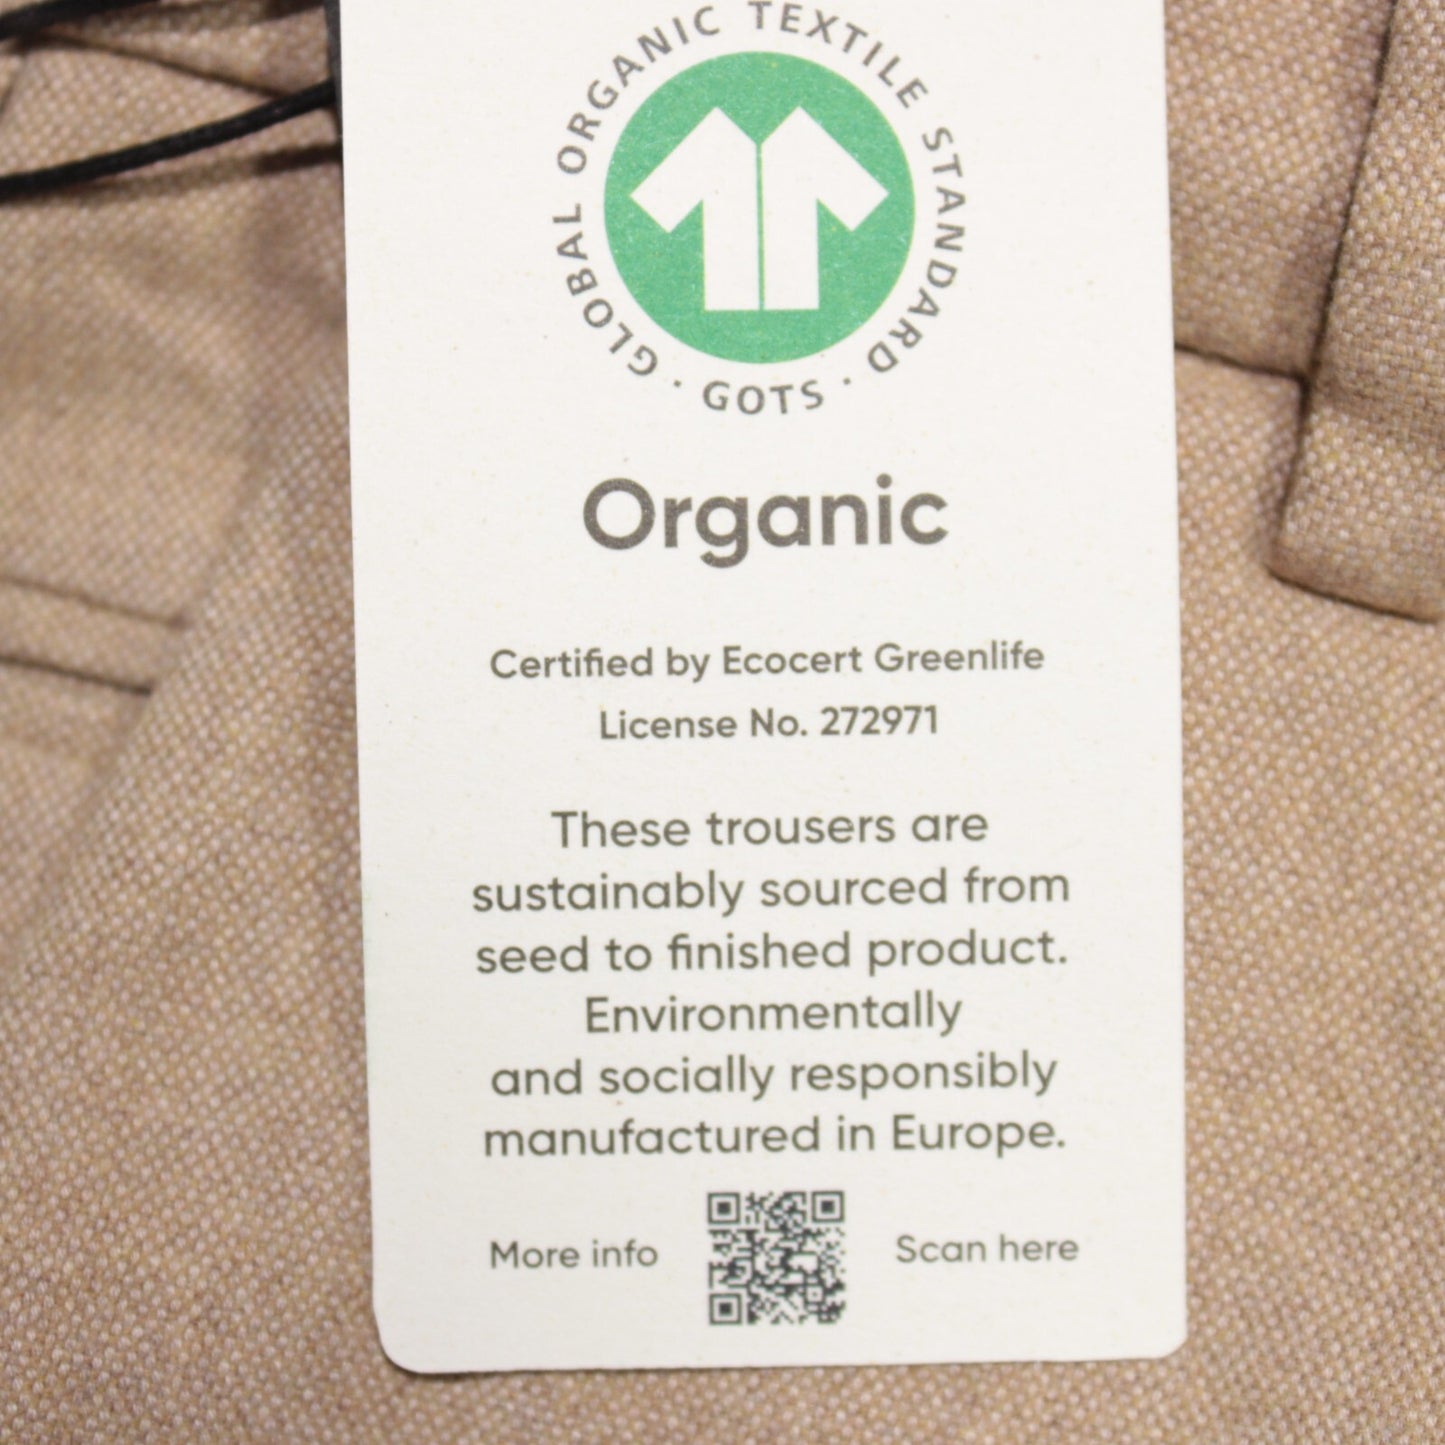 GLOBAL ORGANIC TEXTILE STANDARD
· GOTS ·
Organic
Certified by Ecocert Greenlife
License No. 272971
These trousers are
sustainably sourced from
seed to finished product.
Environmentally
and socially responsibly
manufactured in Europe.
More info
Scan here